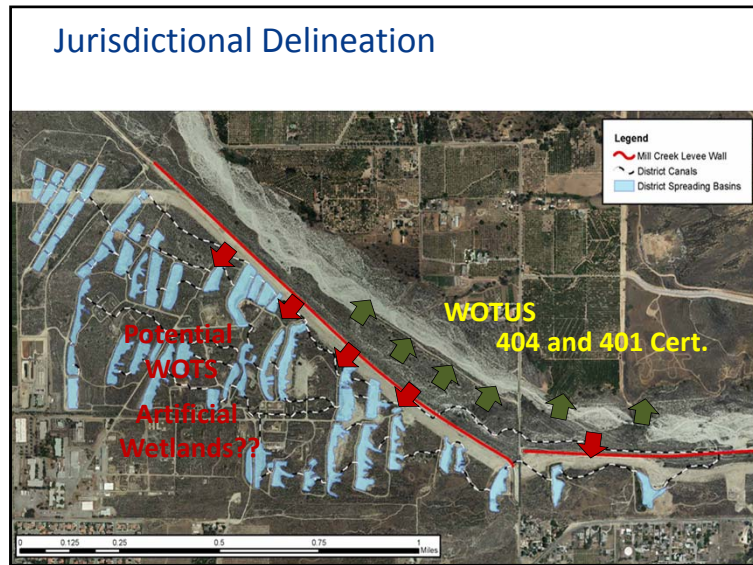 Jurisdictional Delineation
Legend
Mill Creek Levee Wall
District Canals
District Spreading Basins
WOTUS
404 and 401 Cert.
Potential
WOTS
Artificial
Wetlands??
0 0.125 0.25 0.5 0.75 1
Miles